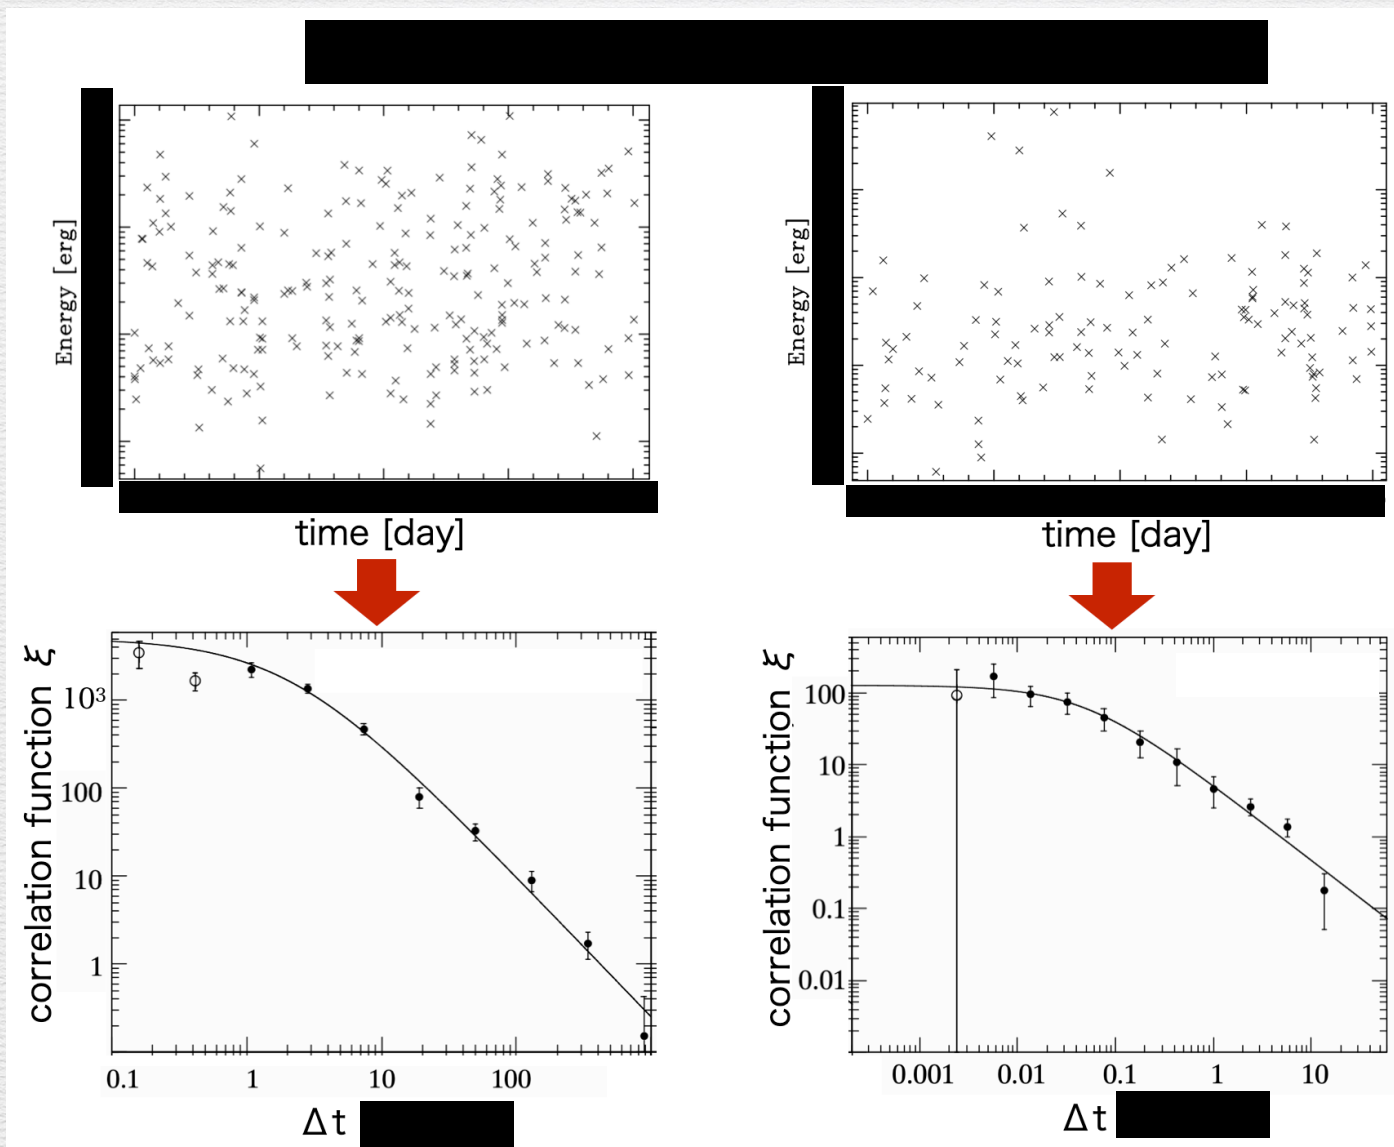 Energy [erg]
time [day]
Energy [erg]
time [day]
correlation function ξ
10³
100
10
1
0.1 1 10 100
Δt
correlation function ξ
100
10
1
0.1
0.01
0.001 0.01 0.1 1 10
Δt